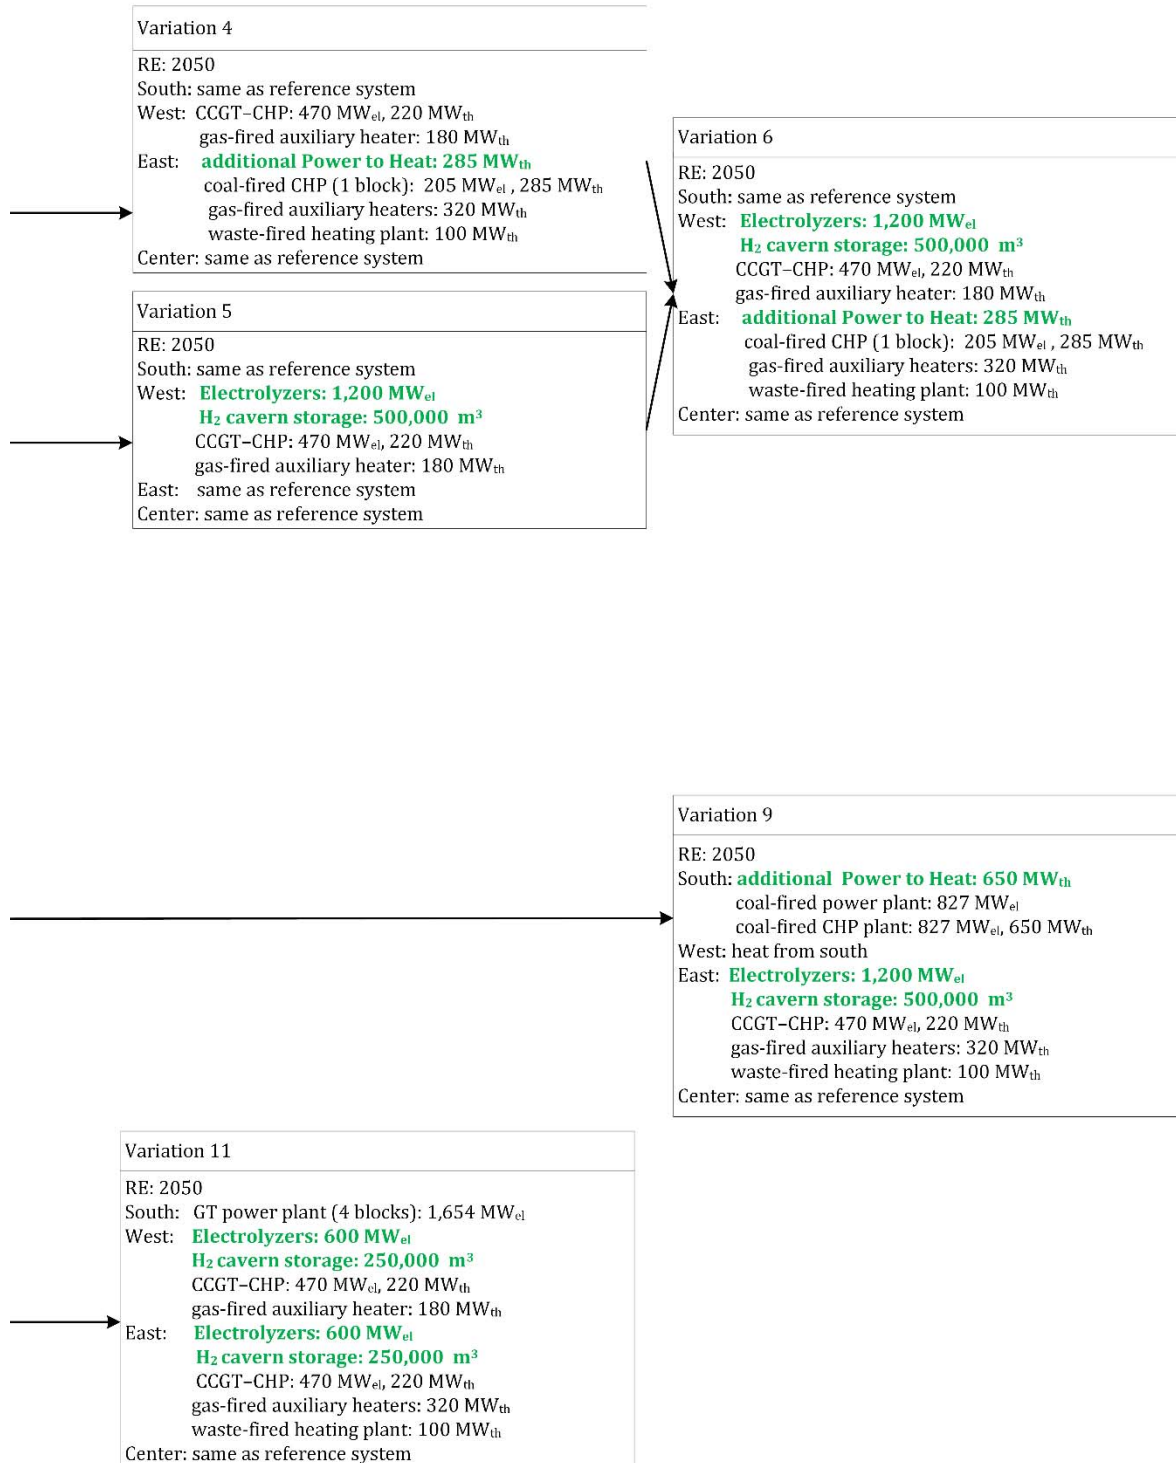 Variation 4
RE: 2050
South: same as reference system
West: CCGT–CHP: 470 MWel, 220 MWth
gas-fired auxiliary heater: 180 MWth
East: additional Power to Heat: 285 MWth
coal-fired CHP (1 block): 205 MWel , 285 MWth
gas-fired auxiliary heaters: 320 MWth
waste-fired heating plant: 100 MWth
Center: same as reference system
Variation 5
RE: 2050
South: same as reference system
West: Electrolyzers: 1,200 MWel
H2 cavern storage: 500,000 m³
CCGT–CHP: 470 MWel, 220 MWth
gas-fired auxiliary heater: 180 MWth
East: same as reference system
Center: same as reference system
Variation 6
RE: 2050
South: same as reference system
West: Electrolyzers: 1,200 MWel
H2 cavern storage: 500,000 m³
CCGT–CHP: 470 MWel, 220 MWth
gas-fired auxiliary heater: 180 MWth
East: additional Power to Heat: 285 MWth
coal-fired CHP (1 block): 205 MWel , 285 MWth
gas-fired auxiliary heaters: 320 MWth
waste-fired heating plant: 100 MWth
Center: same as reference system
Variation 9
RE: 2050
South: additional Power to Heat: 650 MWth
coal-fired power plant: 827 MWel
coal-fired CHP plant: 827 MWel, 650 MWth
West: heat from south
East: Electrolyzers: 1,200 MWel
H2 cavern storage: 500,000 m³
CCGT–CHP: 470 MWel, 220 MWth
gas-fired auxiliary heaters: 320 MWth
waste-fired heating plant: 100 MWth
Center: same as reference system
Variation 11
RE: 2050
South: GT power plant (4 blocks): 1,654 MWel
West: Electrolyzers: 600 MWel
H2 cavern storage: 250,000 m³
CCGT–CHP: 470 MWel, 220 MWth
gas-fired auxiliary heater: 180 MWth
East: Electrolyzers: 600 MWel
H2 cavern storage: 250,000 m³
CCGT–CHP: 470 MWel, 220 MWth
gas-fired auxiliary heaters: 320 MWth
waste-fired heating plant: 100 MWth
Center: same as reference system